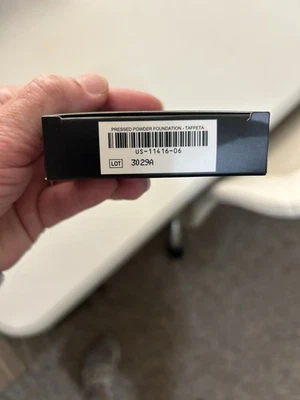 PRESSED POWDER FOUNDATION - TAFFETA
US-11416-06
LOT 3029A